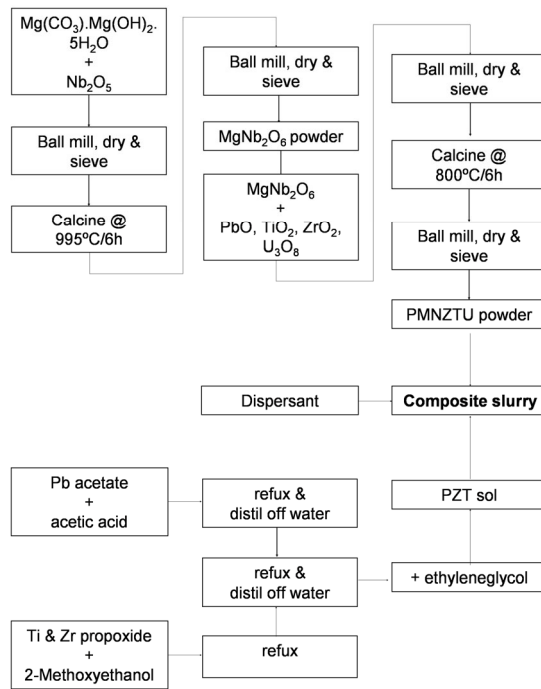 Mg(CO₃).Mg(OH)₂.
5H₂O
+
Nb₂O₅
Ball mill, dry &
sieve
Calcine @
995ºC/6h
Ball mill, dry &
sieve
MgNb₂O₆ powder
MgNb₂O₆
+
PbO, TiO₂, ZrO₂,
U₃O₈
Ball mill, dry &
sieve
Calcine @
800ºC/6h
Ball mill, dry &
sieve
PMNZTU powder
Dispersant
Composite slurry
Pb acetate
+
acetic acid
refux &
distil off water
PZT sol
refux &
distil off water
+ ethyleneglycol
Ti & Zr propoxide
+
2-Methoxyethanol
refux